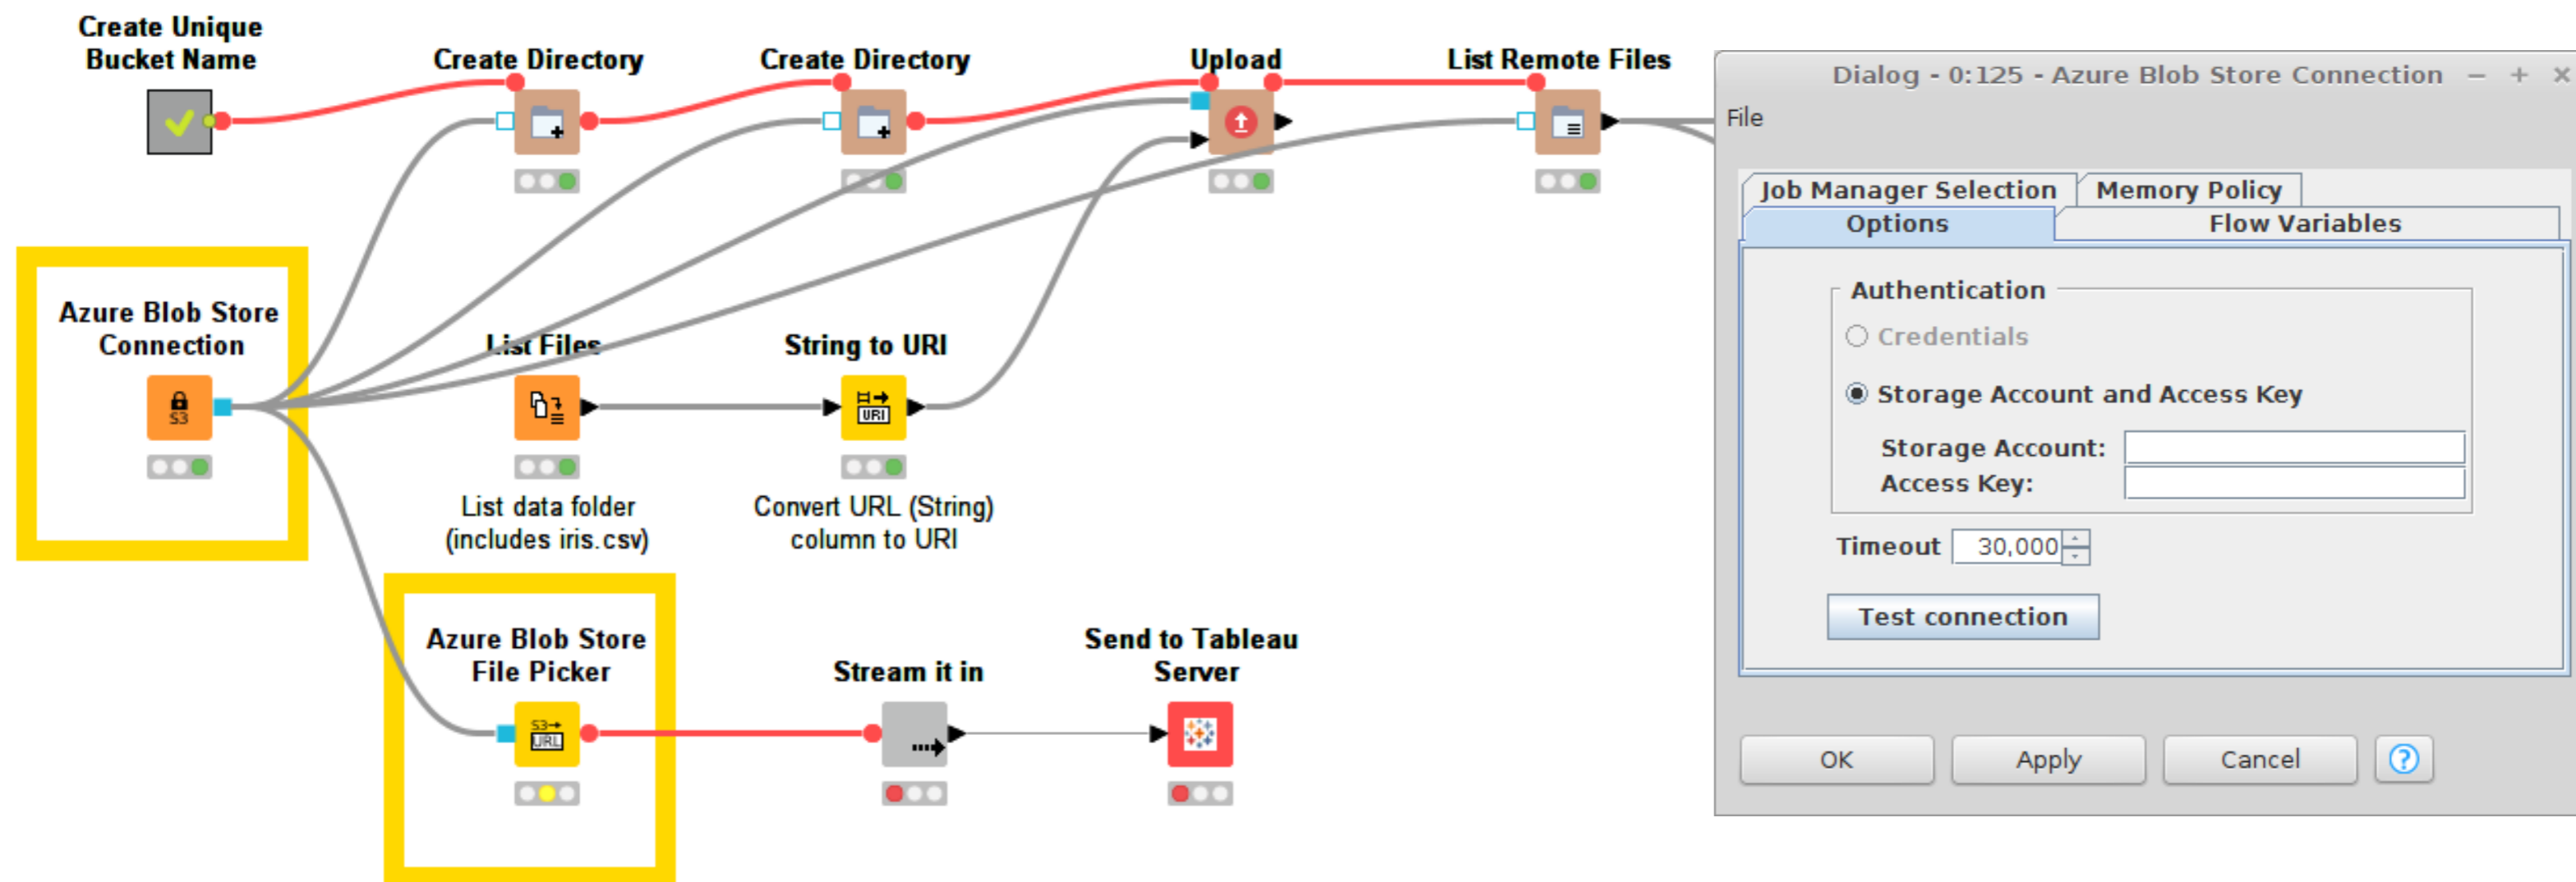 Create Unique
Bucket Name
Create Directory
Create Directory
Upload
List Remote Files
Azure Blob Store
Connection
S3
List Files
String to URI
URI
List data folder
(includes iris.csv)
Convert URL (String)
column to URI
Azure Blob Store
File Picker
S3
URL
Stream it in
Send to Tableau
Server
Dialog - 0:125 - Azure Blob Store Connection
File
Job Manager Selection
Memory Policy
Options
Flow Variables
Authentication
Credentials
Storage Account and Access Key
Storage Account:
Access Key:
Timeout 30,000
Test connection
OK
Apply
Cancel
?